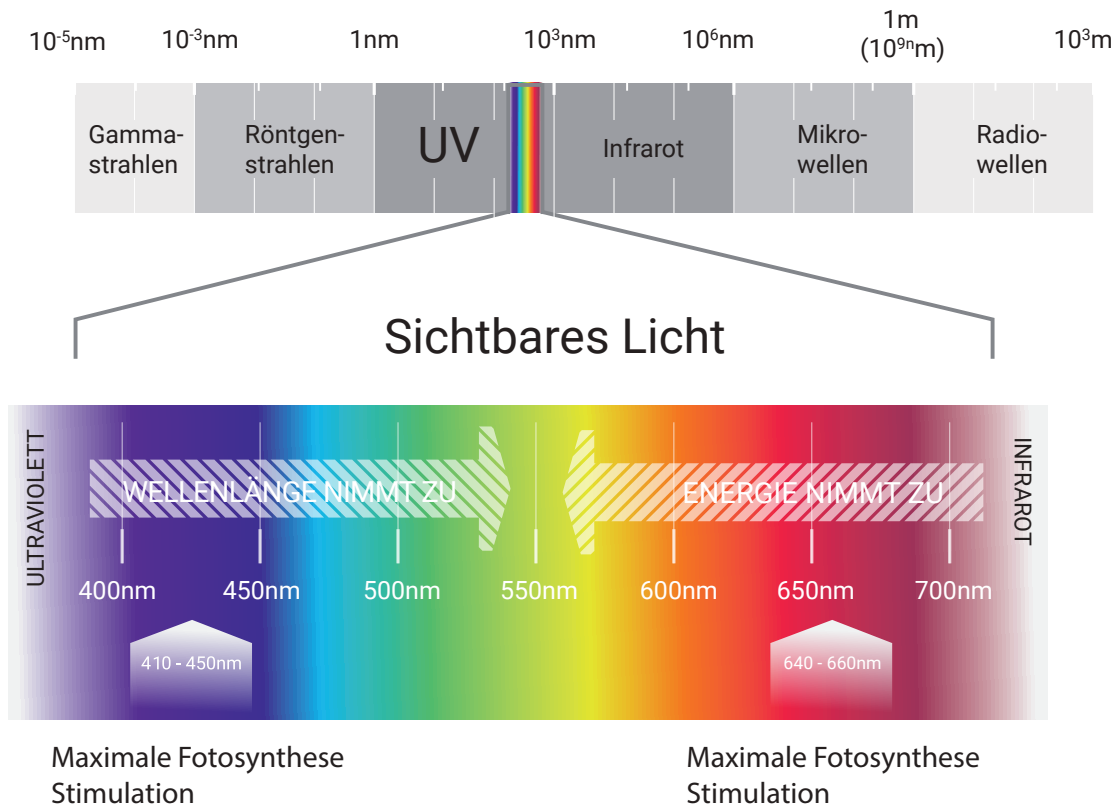 10⁻⁵nm 10⁻³nm 1nm 10³nm 10⁶nm 1m 10³m
(10⁹ⁿm)
Gamma-
strahlen
Röntgen-
strahlen
UV
Infrarot
Mikro-
wellen
Radio-
wellen
Sichtbares Licht
ULTRAVIOLETT
WELLENLÄNGE NIMMT ZU
ENERGIE NIMMT ZU
INFRAROT
400nm 450nm 500nm 550nm 600nm 650nm 700nm
410 - 450nm
640 - 660nm
Maximale Fotosynthese
Stimulation
Maximale Fotosynthese
Stimulation